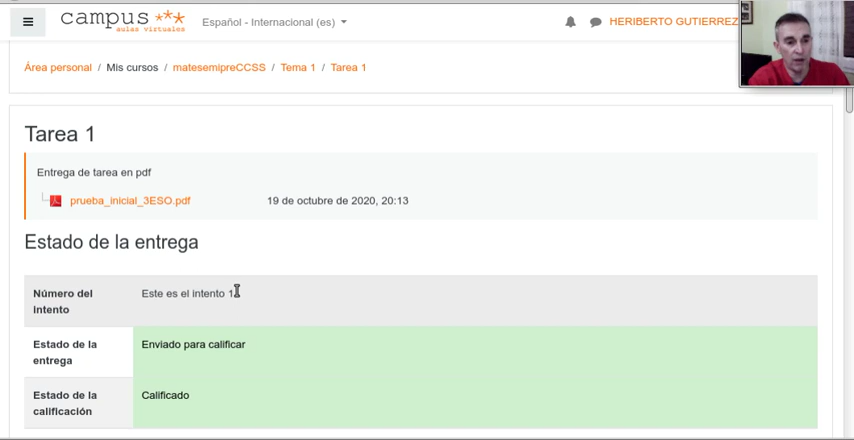 campus
aulas virtuales
Español - Internacional (es)
HERIBERTO GUTIERREZ
Área personal / Mis cursos / matesemipreCCSS / Tema 1 / Tarea 1
Tarea 1
Entrega de tarea en pdf
prueba_inicial_3ESO.pdf 19 de octubre de 2020, 20:13
Estado de la entrega
Número del intento Este es el intento 1
Estado de la entrega Enviado para calificar
Estado de la calificación Calificado